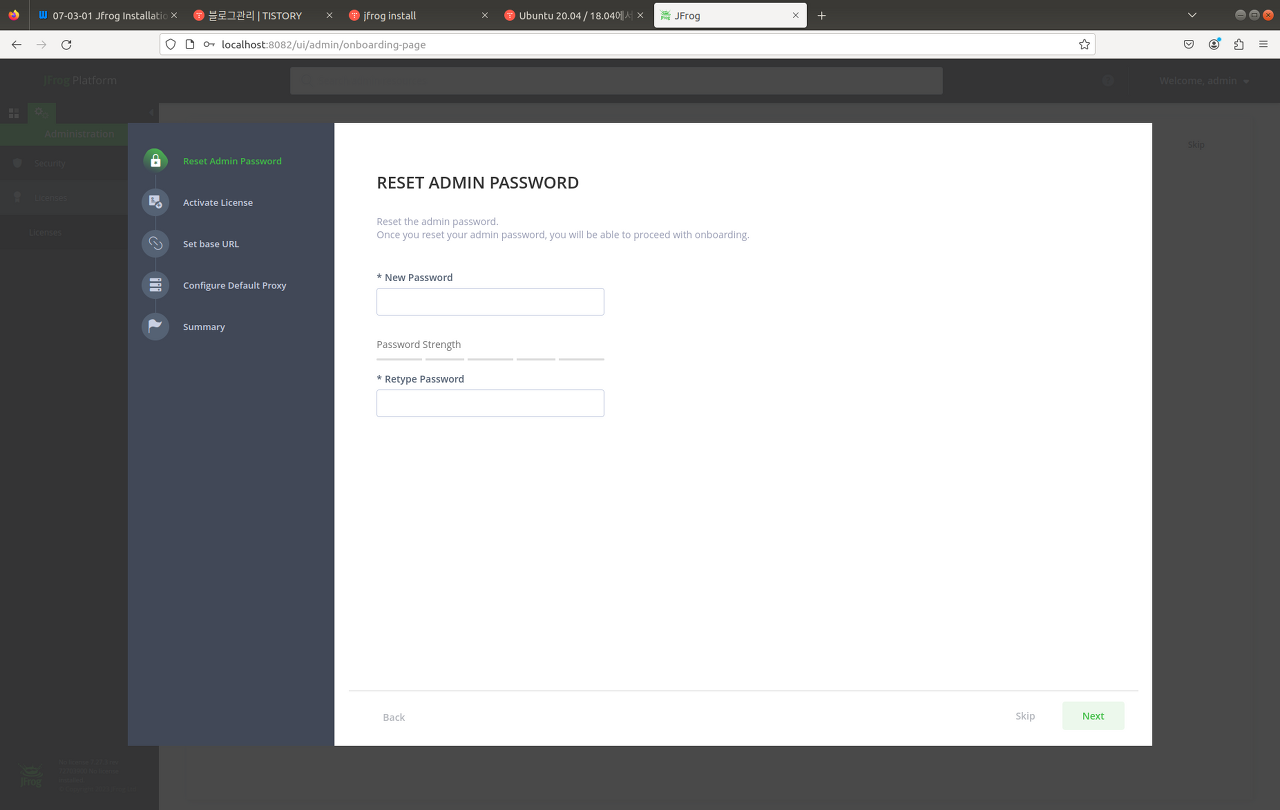 07-03-01 Jfrog Installatio
블로그관리 | TISTORY
jfrog install
Ubuntu 20.04 / 18.04에서
JFrog
localhost:8082/ui/admin/onboarding-page
JFrog Platform
Welcome, admin
Administration
Security
Licenses
Licenses
Skip
Reset Admin Password
Activate License
Set base URL
Configure Default Proxy
Summary
RESET ADMIN PASSWORD
Reset the admin password.
Once you reset your admin password, you will be able to proceed with onboarding.
* New Password
Password Strength
* Retype Password
Back
Skip
Next
JFrog